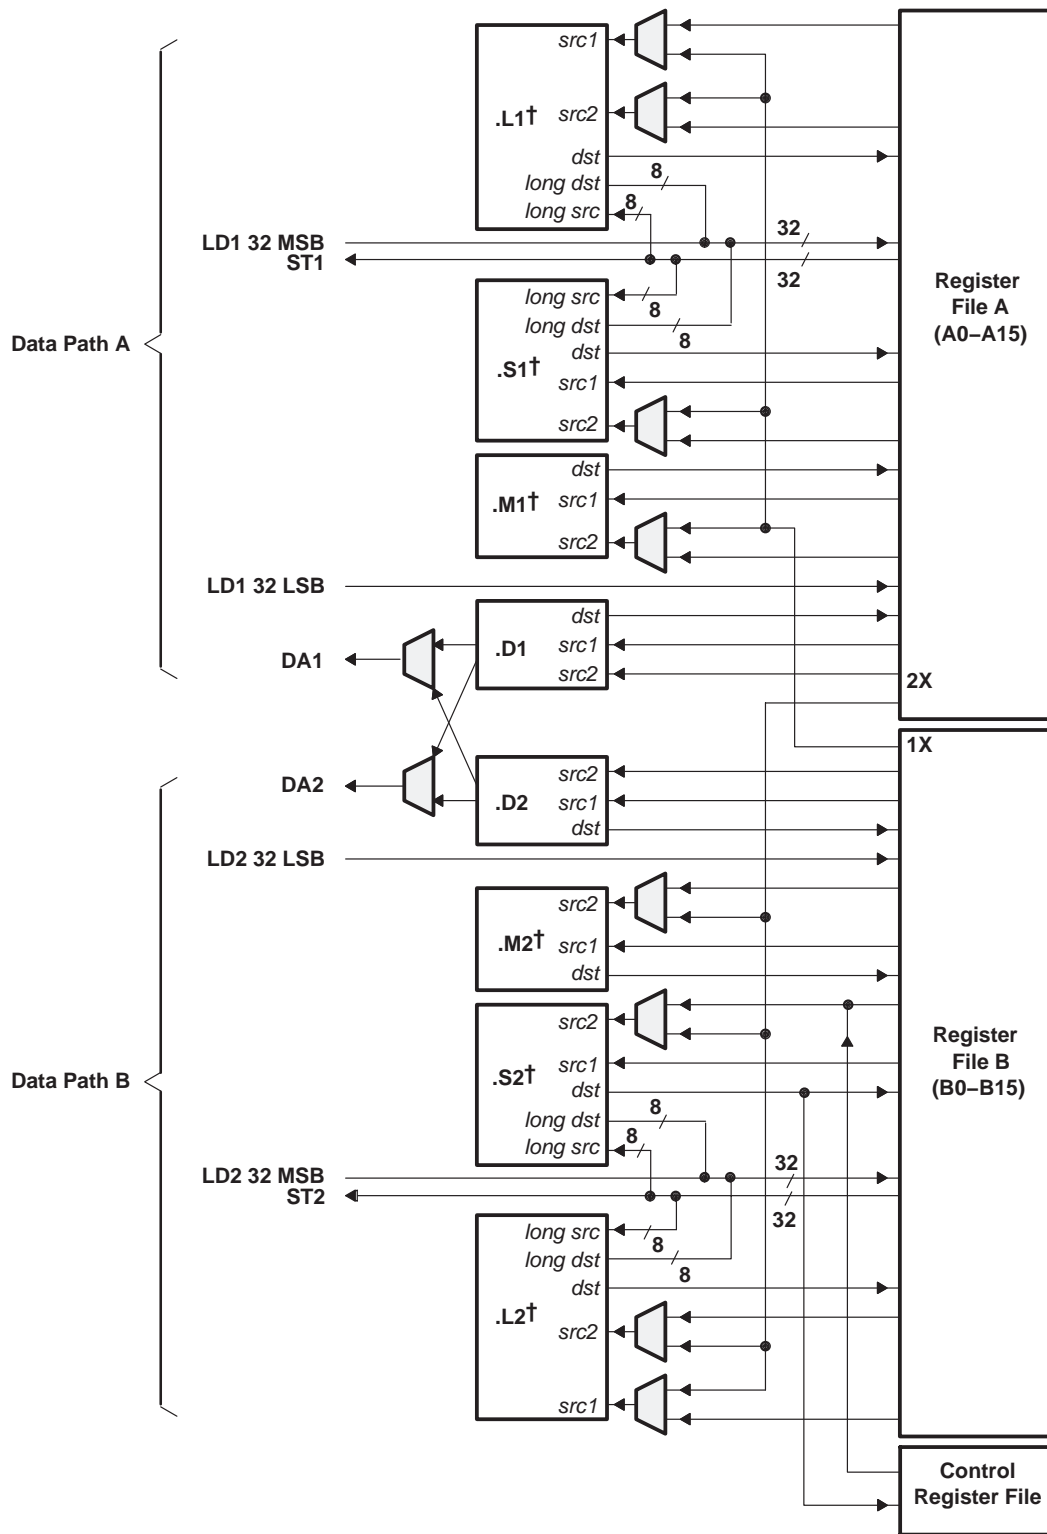 src1
.L1†
src2
dst
8
long dst
8
long src
LD1 32 MSB
32
ST1
32
Register
File A
(A0–A15)
long src
8
long dst
8
Data Path A
dst
.S1†
src1
src2
dst
.M1†
src1
src2
LD1 32 LSB
dst
.D1
src1
DA1
src2
2X
1X
DA2
src2
.D2
src1
dst
LD2 32 LSB
src2
.M2†
src1
dst
src2
Register
File B
(B0–B15)
src1
.S2†
Data Path B
dst
8
long dst
8
long src
LD2 32 MSB
32
ST2
32
long src
8
long dst
8
dst
.L2†
src2
src1
Control
Register File